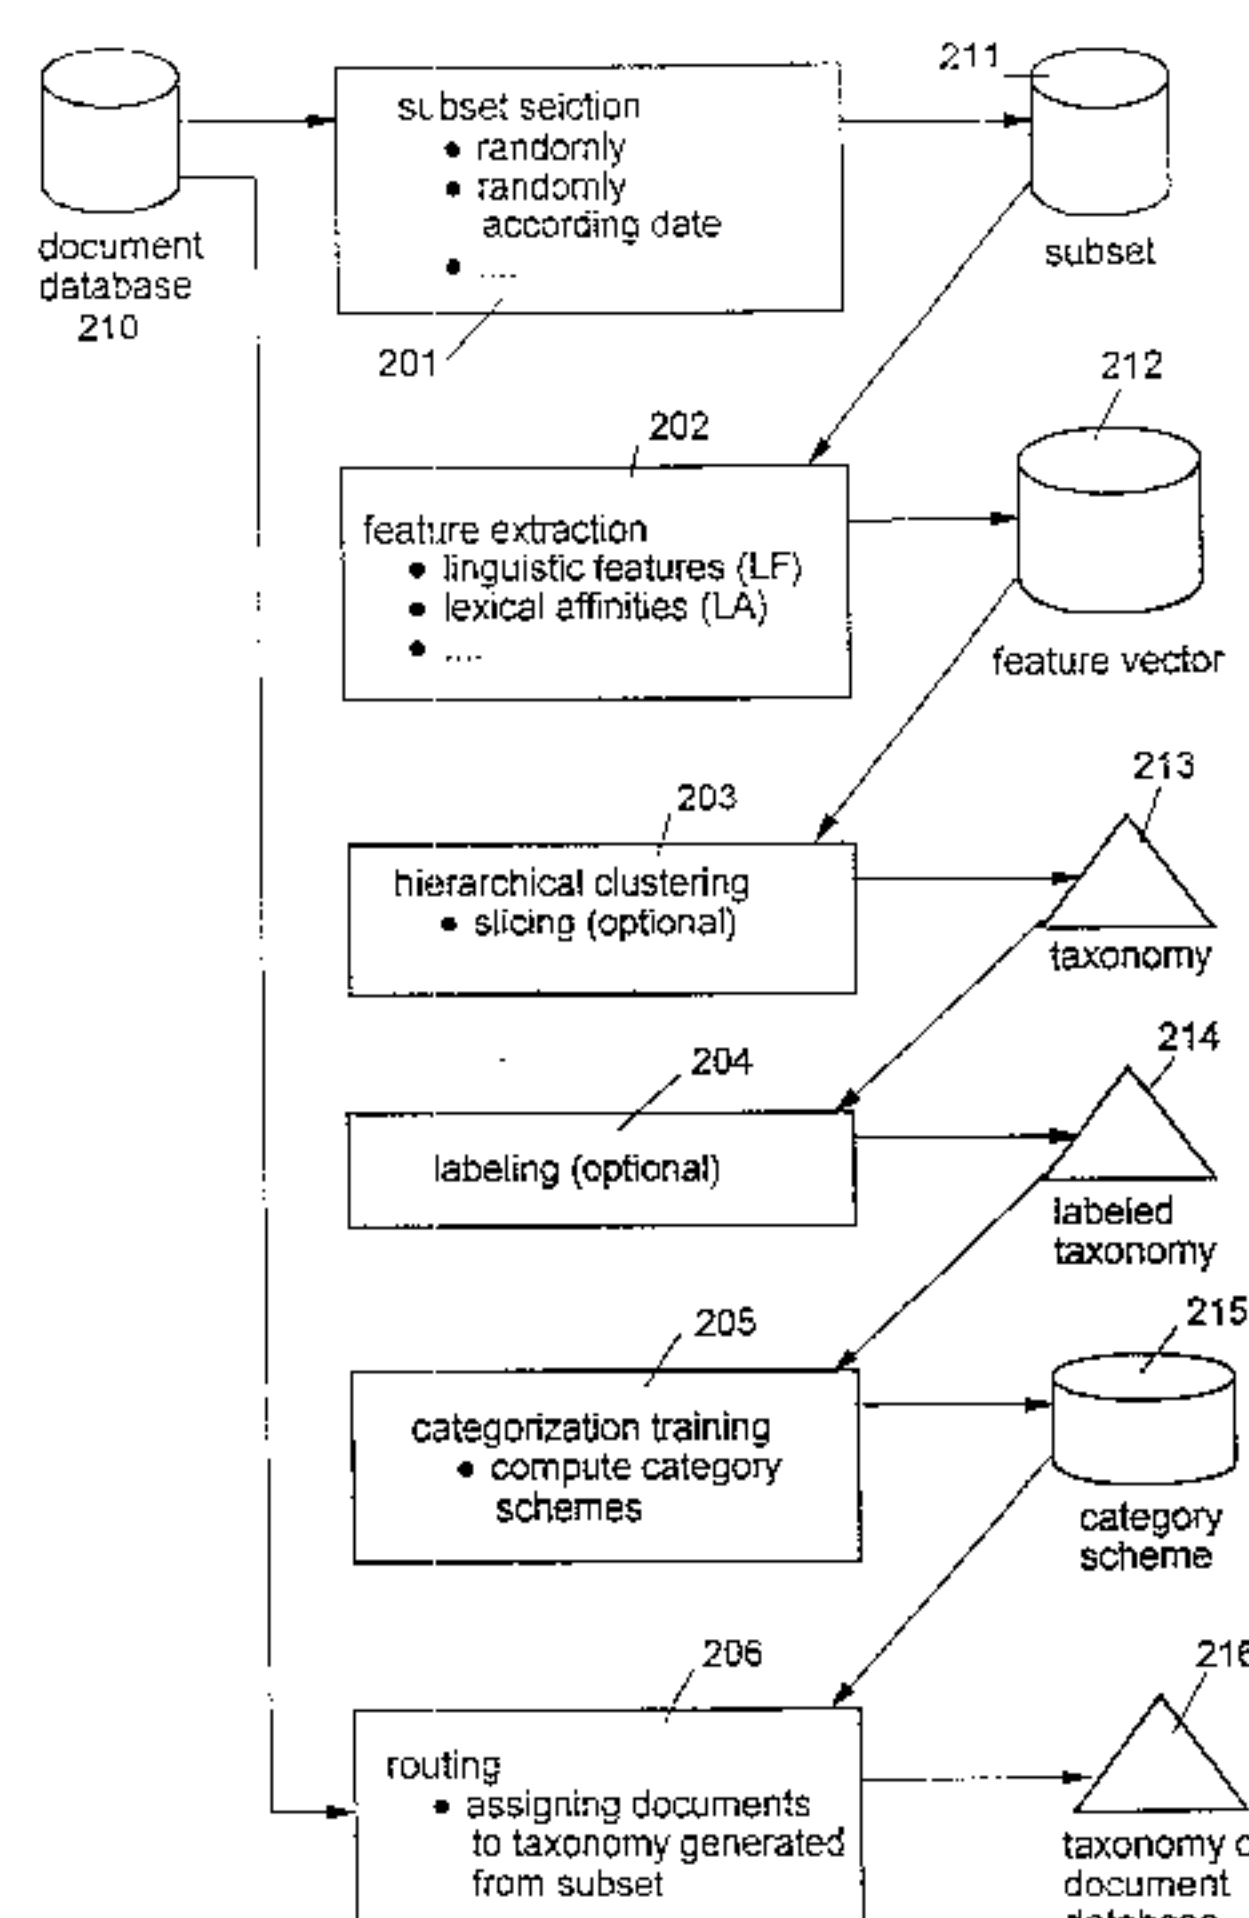 211
subset seiction
• randomly
• randomly
according date
• ....
document
database
210
subset
201
212
202
feature extraction
• linguistic features (LF)
• lexical affinities (LA)
• ....
feature vector
213
203
hierarchical clustering
• slicing (optional)
taxonomy
214
204
labeling (optional)
labeled
taxonomy
215
205
categorization training
• compute category
schemes
category
scheme
206
216
routing
• assigning documents
to taxonomy generated
from subset
taxonomy
document
database